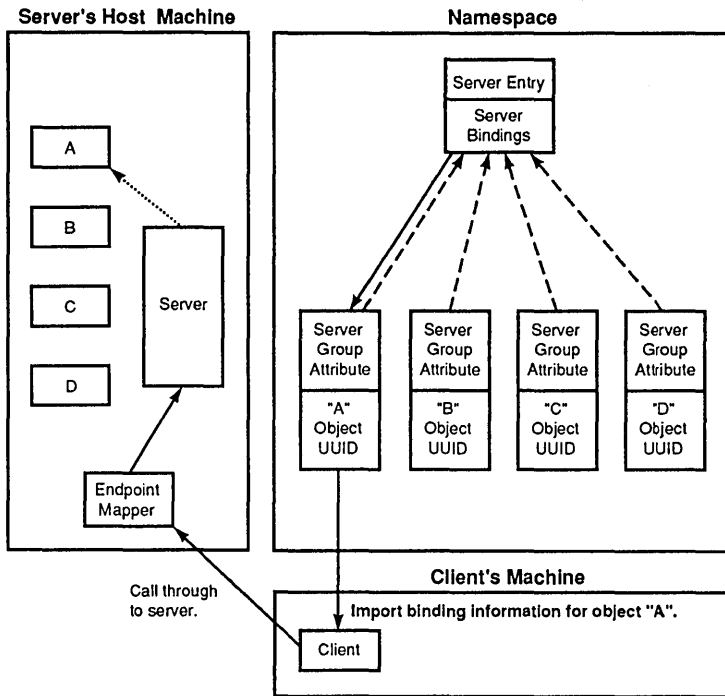 Server's Host Machine
A
B
C
D
Server
Endpoint
Mapper
Namespace
Server Entry
Server
Bindings
Server
Group
Attribute
"A"
Object
UUID
Server
Group
Attribute
"B"
Object
UUID
Server
Group
Attribute
"C"
Object
UUID
Server
Group
Attribute
"D"
Object
UUID
Call through
to server.
Client's Machine
Import binding information for object "A".
Client